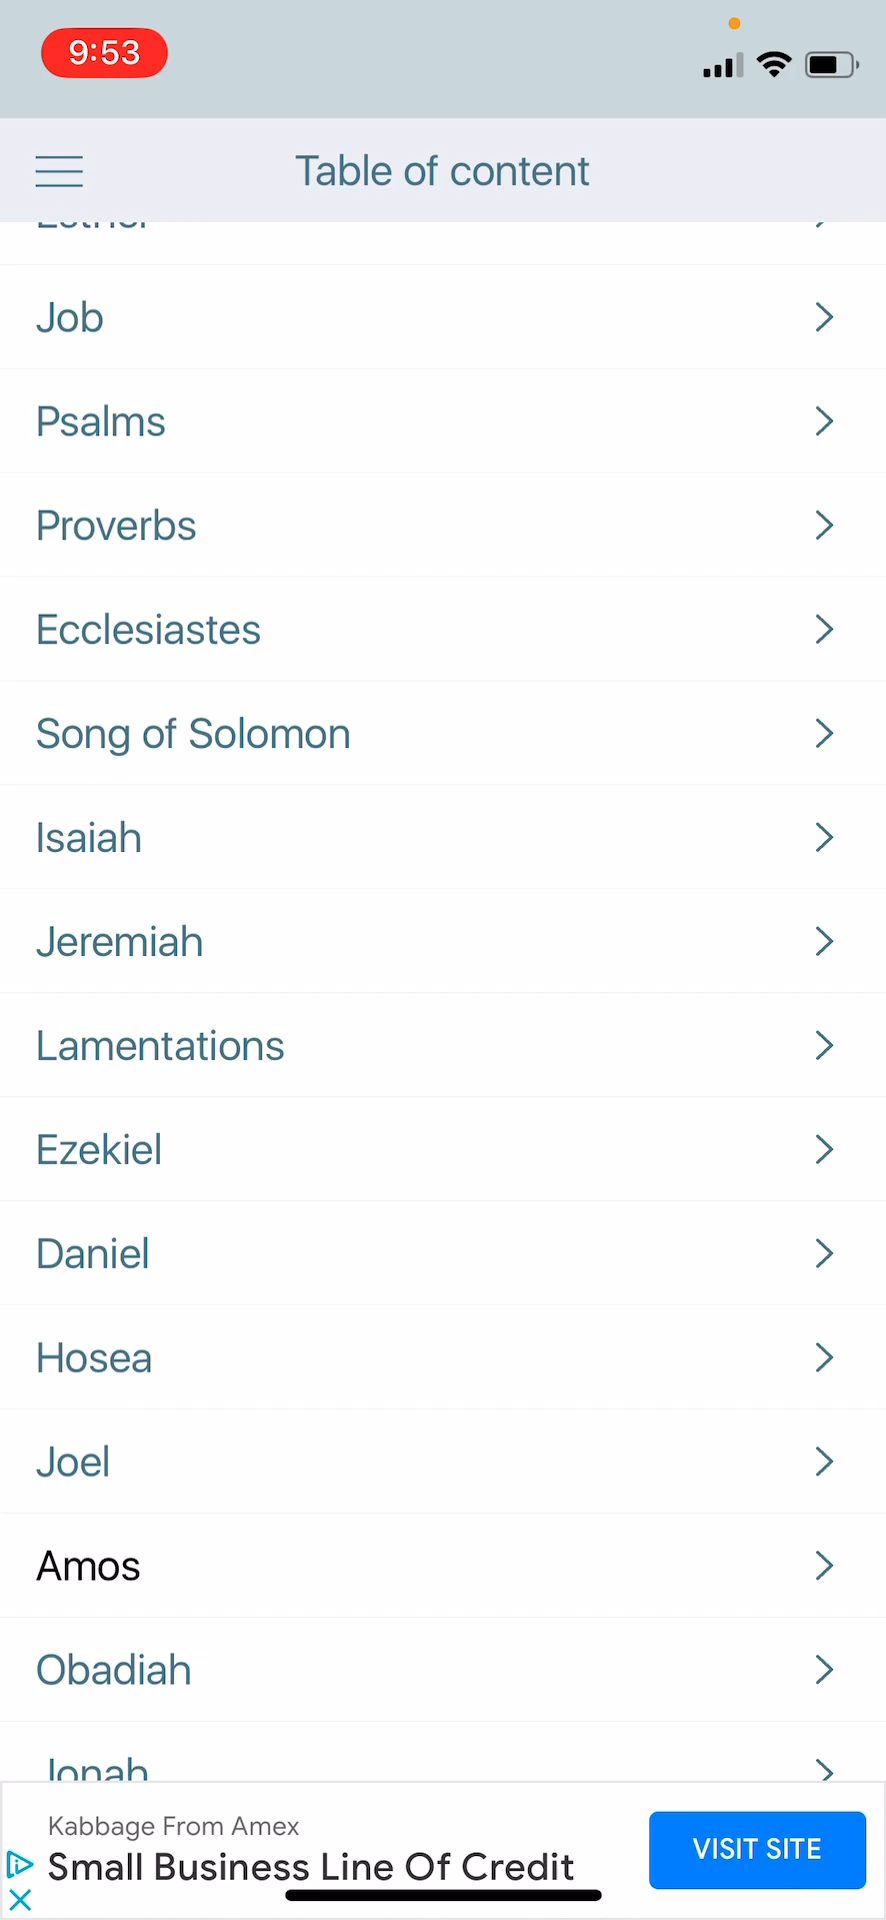 9:53
Table of content
Esther
Job
Psalms
Proverbs
Ecclesiastes
Song of Solomon
Isaiah
Jeremiah
Lamentations
Ezekiel
Daniel
Hosea
Joel
Amos
Obadiah
Jonah
Kabbage From Amex
Small Business Line Of Credit
VISIT SITE